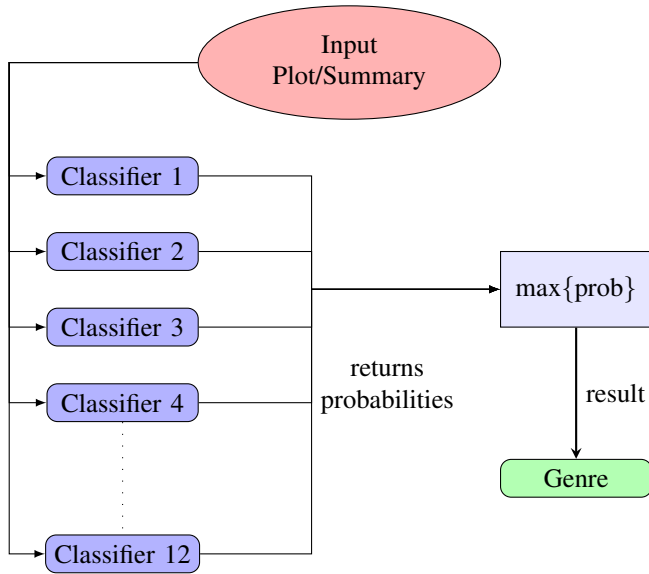 Input
Plot/Summary
Classifier 1
Classifier 2
max{prob}
Classifier 3
returns
probabilities
Classifier 4
result
Genre
Classifier 12